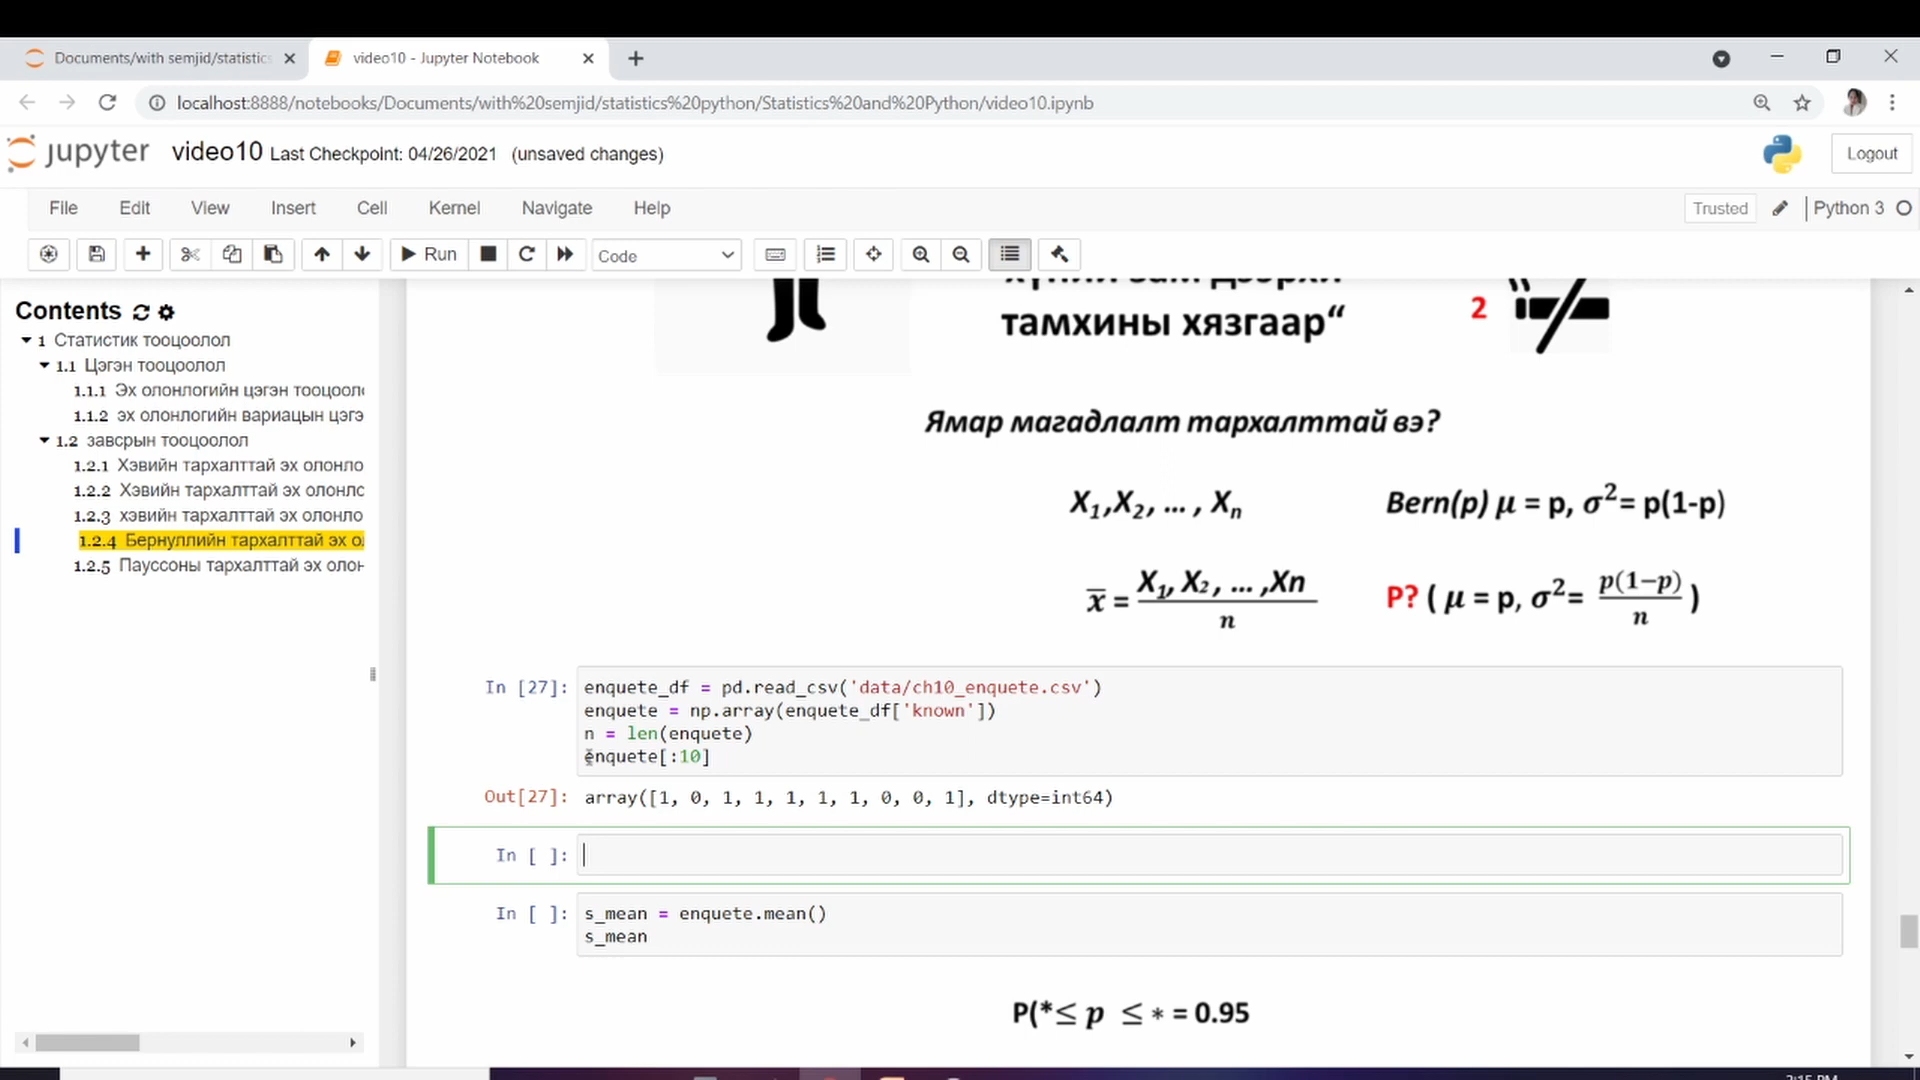 Documents/with semjid/statistics
video10 - Jupyter Notebook
localhost:8888/notebooks/Documents/with%20semjid/statistics%20python/Statistics%20and%20Python/video10.ipynb
jupyter video10 Last Checkpoint: 04/26/2021 (unsaved changes)
Logout
File Edit View Insert Cell Kernel Navigate Help
Trusted Python 3
Run Code
Contents
1 Статистик тооцоолол
1.1 Цэгэн тооцоолол
1.1.1 Эх олонлогийн цэгэн тооцоол
1.1.2 эх олонлогийн вариацын цэгэ
1.2 завсрын тооцоолол
1.2.1 Хэвийн тархалттай эх олонло
1.2.2 Хэвийн тархалттай эх олонлс
1.2.3 хэвийн тархалттай эх олонло
1.2.4 Бернуллийн тархалттай эх о
1.2.5 Пауссоны тархалттай эх олон
тамхины хязгаар“
2
Ямар магадлалт тархалттай вэ?
X₁,X₂, ... , Xₙ Bern(p) μ = p, σ²= p(1-p)
x̄ = X₁, X₂ , ... ,Xn / n P? ( μ = p, σ²= p(1−p) / n )
In [27]: enquete_df = pd.read_csv('data/ch10_enquete.csv')
enquete = np.array(enquete_df['known'])
n = len(enquete)
enquete[:10]
Out[27]: array([1, 0, 1, 1, 1, 1, 1, 0, 0, 1], dtype=int64)
In [ ]:
In [ ]: s_mean = enquete.mean()
s_mean
P(*≤ p ≤ * = 0.95